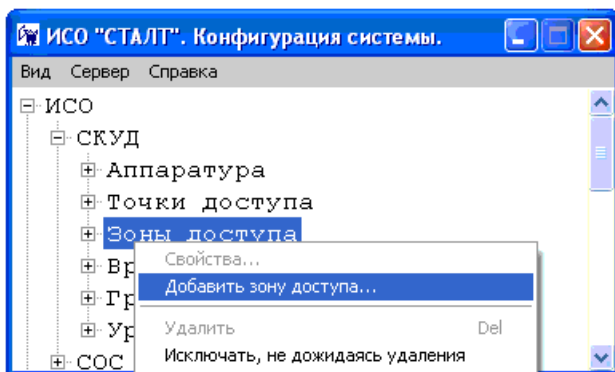 ИСО "СТАЛТ". Конфигурация системы.
Вид Сервер Справка
ИСО
СКУД
Аппаратура
Точки доступа
Зоны доступа
Свойства...
Добавить зону доступа...
Удалить Del
Исключать, не дожидаясь удаления
СОС